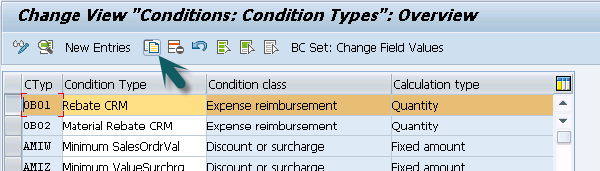 Change View "Conditions: Condition Types": Overview
New Entries BC Set: Change Field Values
CTyp Condition Type Condition class Calculation type
0B01 Rebate CRM Expense reimbursement Quantity
0B02 Material Rebate CRM Expense reimbursement Quantity
AMIW Minimum SalesOrdrVal Discount or surcharge Fixed amount
AMIZ Minimum ValueSurchrg Discount or surcharge Fixed amount